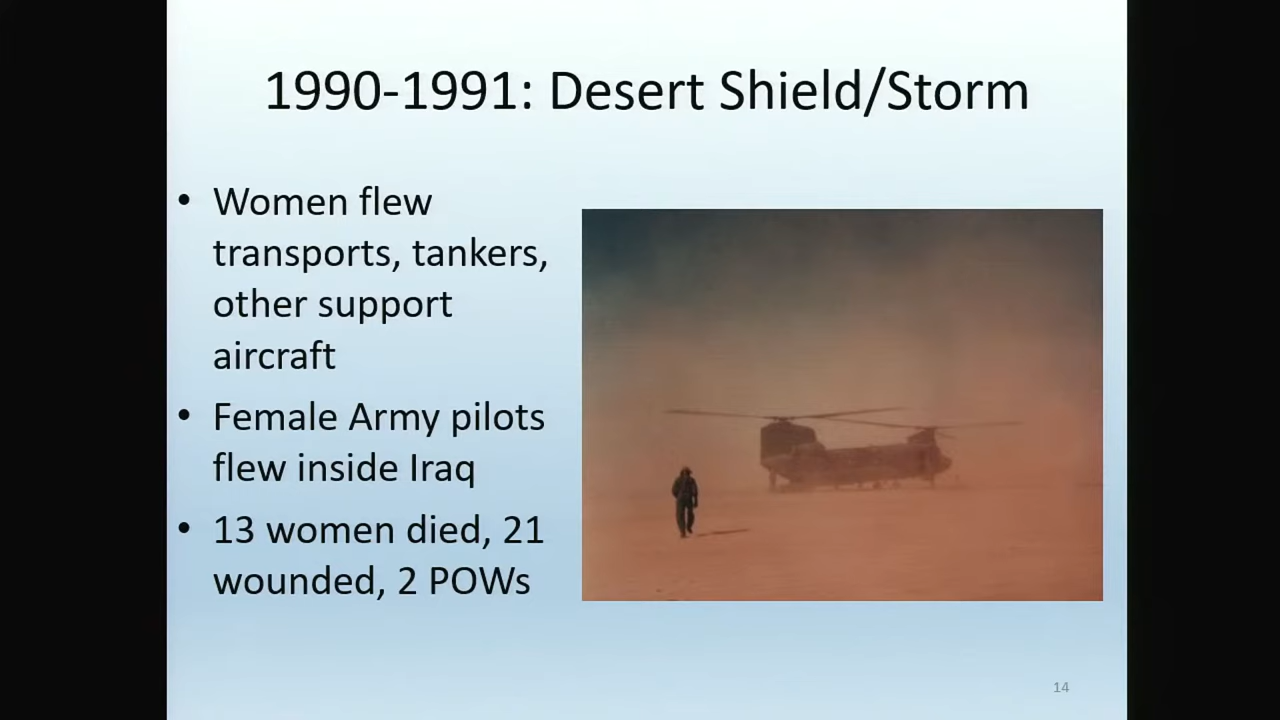 1990-1991: Desert Shield/Storm
• Women flew
transports, tankers,
other support
aircraft
• Female Army pilots
flew inside Iraq
• 13 women died, 21
wounded, 2 POWs
14